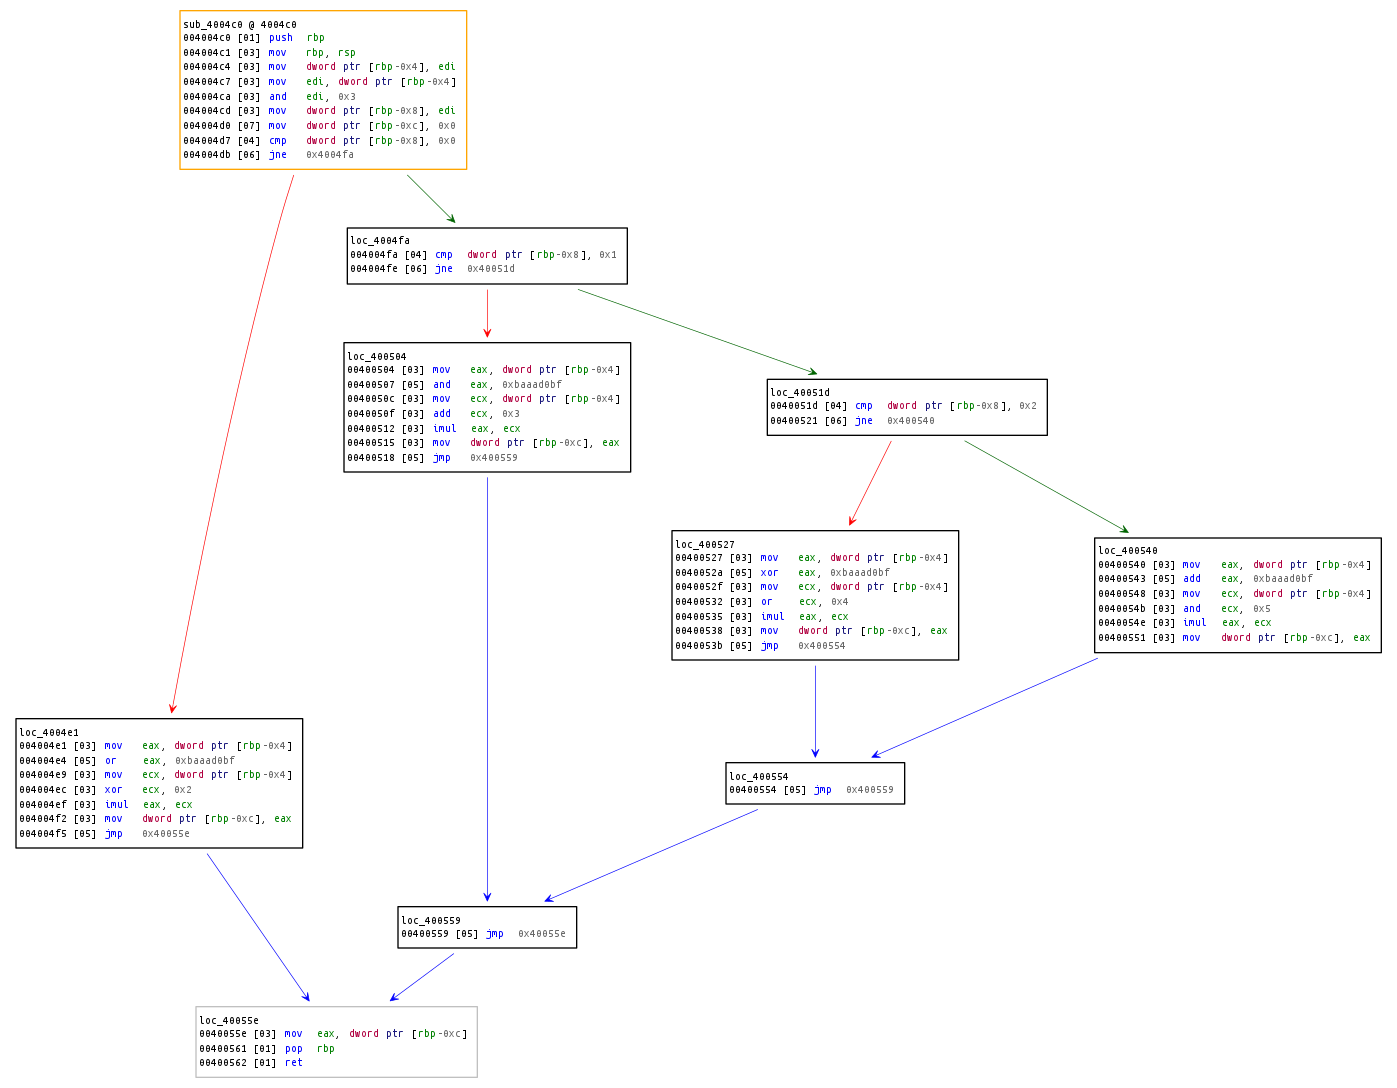 sub_4004c0 @ 4004c0
004004c0 [01] push rbp
004004c1 [03] mov rbp, rsp
004004c4 [03] mov dword ptr [rbp-0x4], edi
004004c7 [03] mov edi, dword ptr [rbp-0x4]
004004ca [03] and edi, 0x3
004004cd [03] mov dword ptr [rbp-0x8], edi
004004d0 [07] mov dword ptr [rbp-0xc], 0x0
004004d7 [04] cmp dword ptr [rbp-0x8], 0x0
004004db [06] jne 0x4004fa
loc_4004fa
004004fa [04] cmp dword ptr [rbp-0x8], 0x1
004004fe [06] jne 0x40051d
loc_400504
00400504 [03] mov eax, dword ptr [rbp-0x4]
00400507 [05] and eax, 0xbaaad0bf
0040050c [03] mov ecx, dword ptr [rbp-0x4]
0040050f [03] add ecx, 0x3
00400512 [03] imul eax, ecx
00400515 [03] mov dword ptr [rbp-0xc], eax
00400518 [05] jmp 0x400559
loc_40051d
0040051d [04] cmp dword ptr [rbp-0x8], 0x2
00400521 [06] jne 0x400540
loc_400527
00400527 [03] mov eax, dword ptr [rbp-0x4]
0040052a [05] xor eax, 0xbaaad0bf
0040052f [03] mov ecx, dword ptr [rbp-0x4]
00400532 [03] or ecx, 0x4
00400535 [03] imul eax, ecx
00400538 [03] mov dword ptr [rbp-0xc], eax
0040053b [05] jmp 0x400554
loc_400540
00400540 [03] mov eax, dword ptr [rbp-0x4]
00400543 [05] add eax, 0xbaaad0bf
00400548 [03] mov ecx, dword ptr [rbp-0x4]
0040054b [03] and ecx, 0x5
0040054e [03] imul eax, ecx
00400551 [03] mov dword ptr [rbp-0xc], eax
loc_4004e1
004004e1 [03] mov eax, dword ptr [rbp-0x4]
004004e4 [05] or eax, 0xbaaad0bf
004004e9 [03] mov ecx, dword ptr [rbp-0x4]
004004ec [03] xor ecx, 0x2
004004ef [03] imul eax, ecx
004004f2 [03] mov dword ptr [rbp-0xc], eax
004004f5 [05] jmp 0x40055e
loc_400554
00400554 [05] jmp 0x400559
loc_400559
00400559 [05] jmp 0x40055e
loc_40055e
0040055e [03] mov eax, dword ptr [rbp-0xc]
00400561 [01] pop rbp
00400562 [01] ret